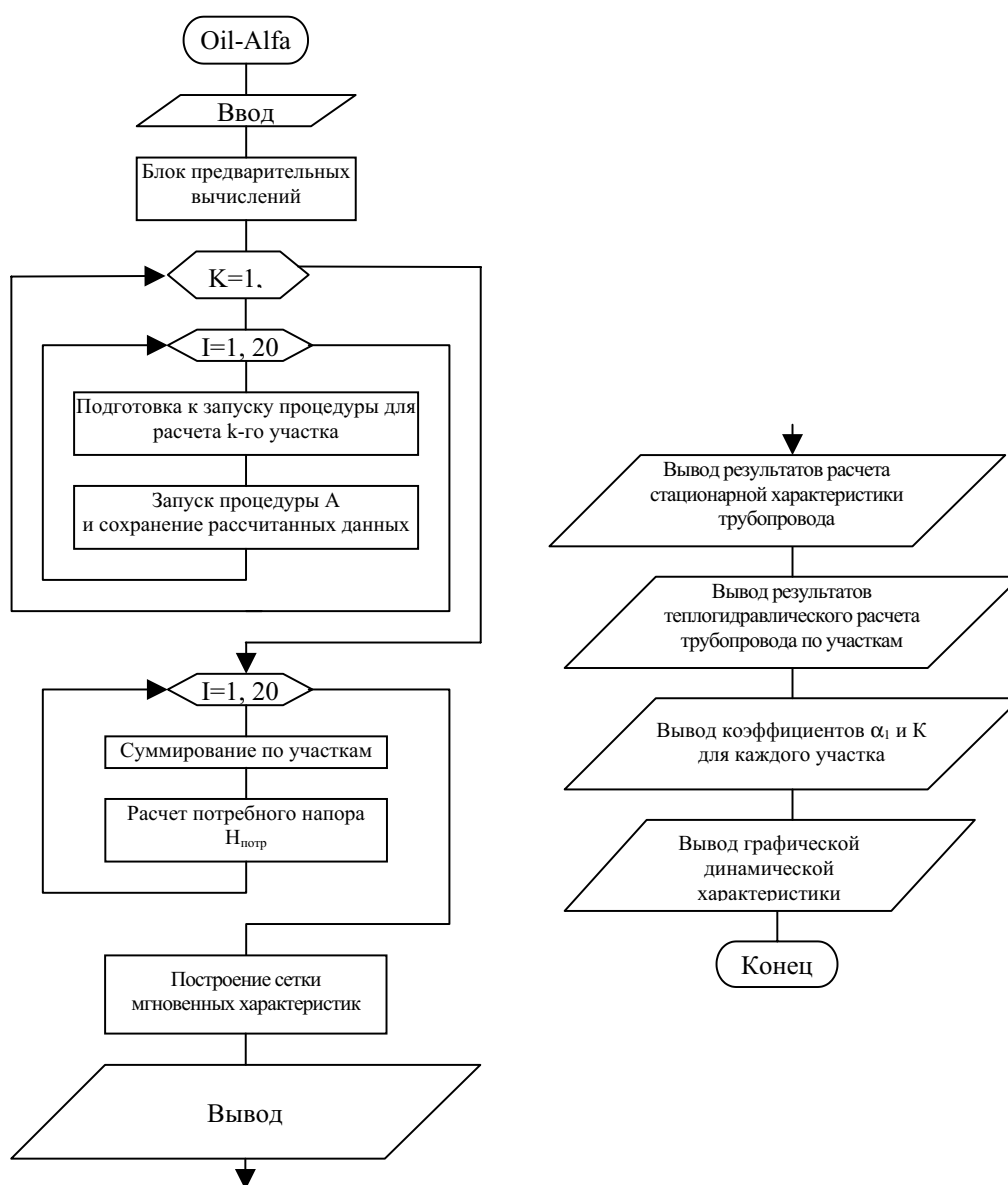 Oil-Alfa
Ввод
Блок предварительных
вычислений
K=1,
I=1, 20
Подготовка к запуску процедуры для
расчета k-го участка
Запуск процедуры А
и сохранение рассчитанных данных
I=1, 20
Суммирование по участкам
Расчет потребного напора
Hпотр
Построение сетки
мгновенных характеристик
Вывод
Вывод результатов расчета
стационарной характеристики
трубопровода
Вывод результатов
теплогидравлического расчета
трубопровода по участкам
Вывод коэффициентов α₁ и К
для каждого участка
Вывод графической
динамической
характеристики
Конец